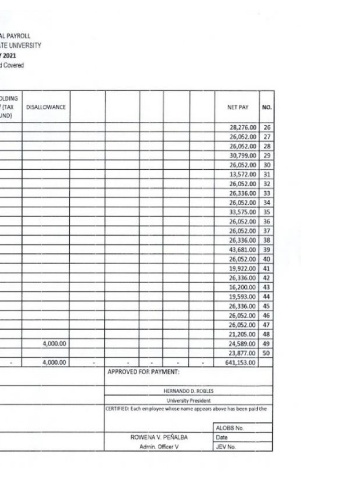 AL PAYROLL
ATE UNIVERSITY
Y 2021
d Covered
OLDING
/ (TAX
UND)
DISALLOWANCE
NET PAY NO.
28,276.00 26
26,052.00 27
26,052.00 28
30,799.00 29
26,052.00 30
13,572.00 31
26,052.00 32
26,336.00 33
26,052.00 34
33,575.00 35
26,052.00 36
26,052.00 37
26,336.00 38
43,681.00 39
26,052.00 40
19,922.00 41
26,336.00 42
16,200.00 43
19,593.00 44
26,336.00 45
26,052.00 46
26,052.00 47
21,205.00 48
4,000.00 24,589.00 49
23,877.00 50
- 4,000.00 - - - - - 641,153.00
APPROVED FOR PAYMENT:
HERNANDO D. ROBLES
University President
CERTIFIED: Each employee whose name appears above has been paid the
ALOBS No.
ROWENA V. PEÑALBA Date
Admin. Officer V JEV No.